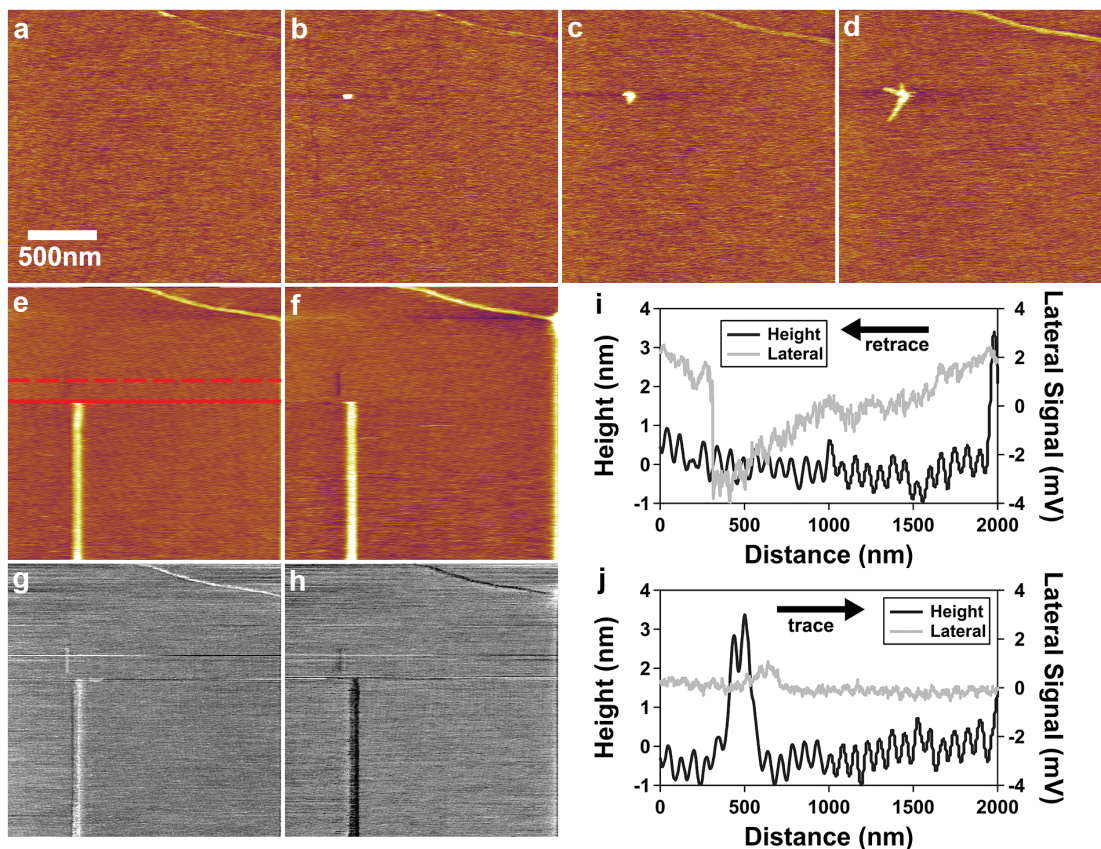 a
b
c
d
500nm
e
f
g
h
i
4
3
2
1
0
-1
Height (nm)
Height
Lateral
retrace
4
2
0
-2
-4
Lateral Signal (mV)
0 500 1000 1500 2000
Distance (nm)
j
4
3
2
1
0
-1
Height (nm)
trace
Height
Lateral
4
2
0
-2
-4
Lateral Signal (mV)
0 500 1000 1500 2000
Distance (nm)